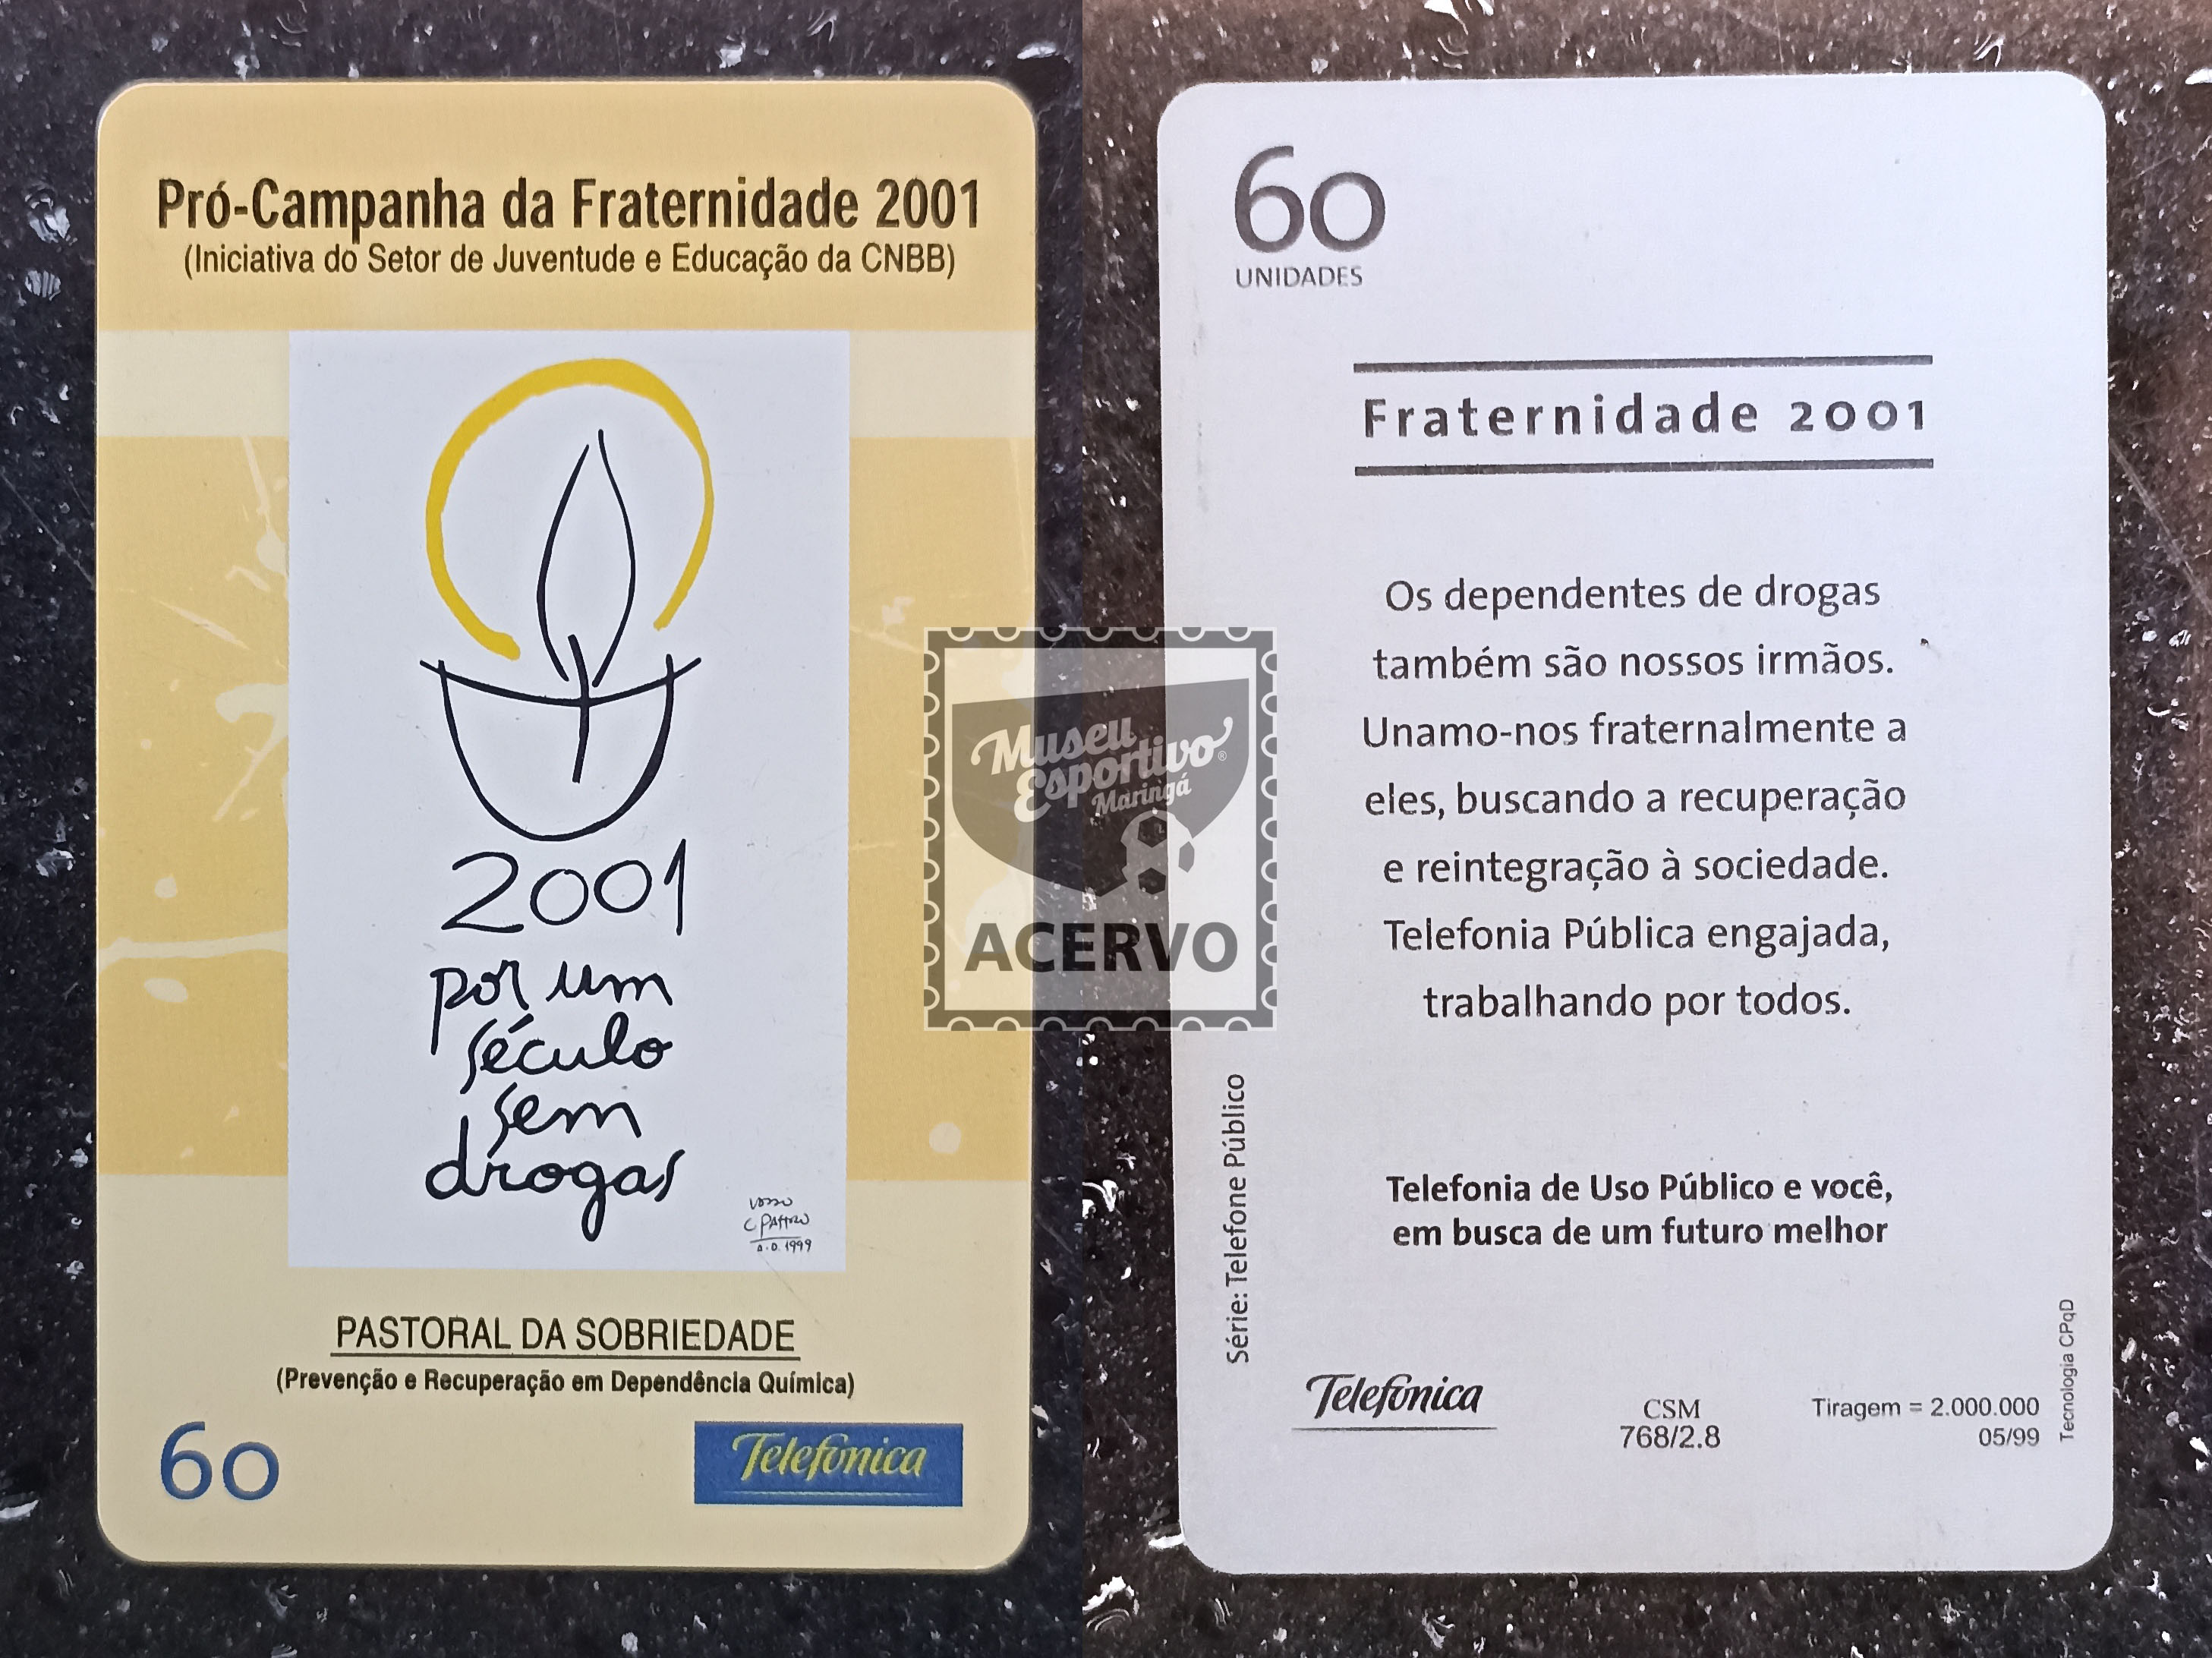 Pró-Campanha da Fraternidade 2001
(Iniciativa do Setor de Juventude e Educação da CNBB)
2001
por um
século
sem
drogas
C PASTRO
A.D. 1999
PASTORAL DA SOBRIEDADE
(Prevenção e Recuperação em Dependência Química)
60
Telefónica
Museu
Esportivo®
Maringá
ACERVO
60
UNIDADES
Fraternidade 2001
Os dependentes de drogas
também são nossos irmãos.
Unamo-nos fraternalmente a
eles, buscando a recuperação
e reintegração à sociedade.
Telefonia Pública engajada,
trabalhando por todos.
Telefonia de Uso Público e você,
em busca de um futuro melhor
Série: Telefone Público
Telefónica
CSM
768/2.8
Tiragem = 2.000.000
05/99
Tecnologia CPqD